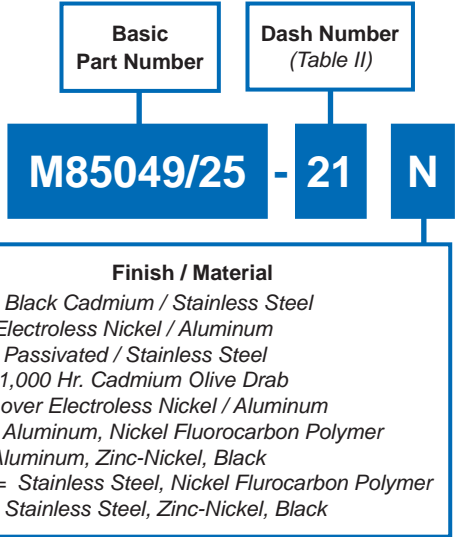 Basic
Part Number
Dash Number
(Table II)
M85049/25 - 21 N
Finish / Material
Black Cadmium / Stainless Steel
Electroless Nickel / Aluminum
Passivated / Stainless Steel
1,000 Hr. Cadmium Olive Drab
over Electroless Nickel / Aluminum
Aluminum, Nickel Fluorocarbon Polymer
Aluminum, Zinc-Nickel, Black
= Stainless Steel, Nickel Flurocarbon Polymer
Stainless Steel, Zinc-Nickel, Black